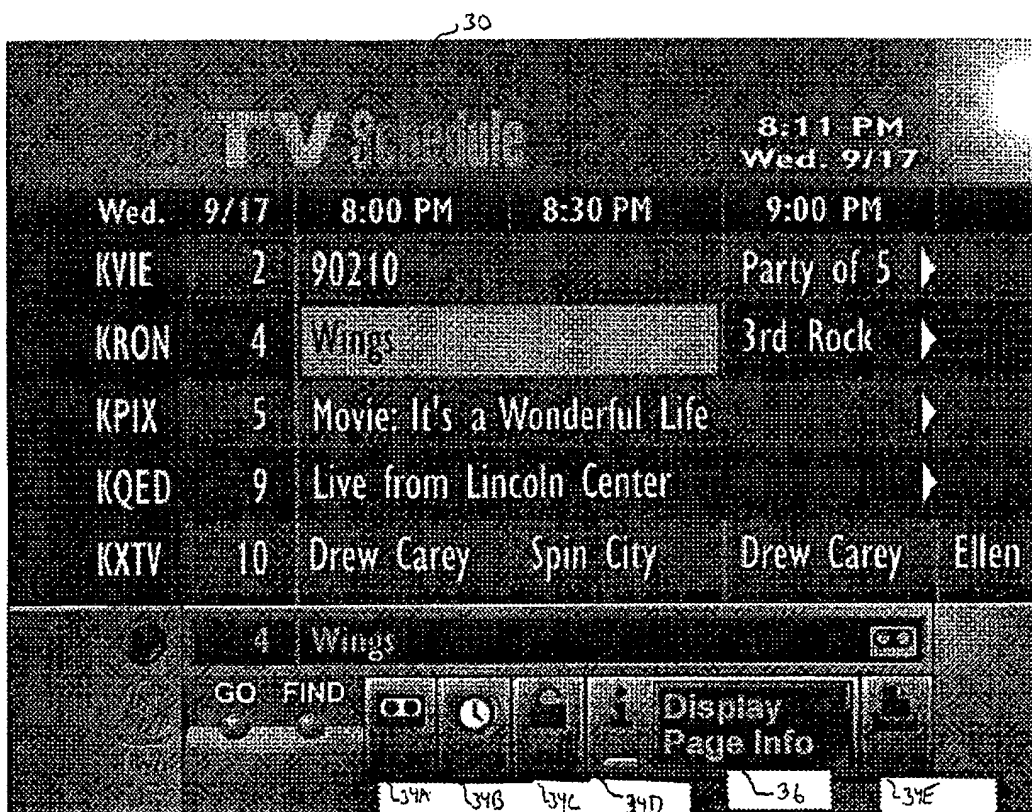 30
TV Schedule
8:11 PM
Wed. 9/17
Wed. 9/17 8:00 PM 8:30 PM 9:00 PM
KVIE 2 90210 Party of 5
KRON 4 Wings 3rd Rock
KPIX 5 Movie: It's a Wonderful Life
KQED 9 Live from Lincoln Center
KXTV 10 Drew Carey Spin City Drew Carey Ellen
4 Wings
GO FIND
i Display
Page Info
34A 34B 34C 34D 36 34E